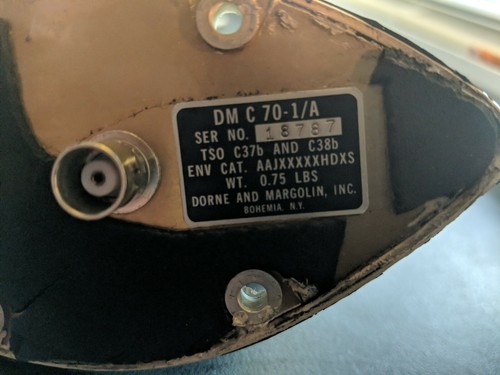 DM C 70-1/A
SER NO. 18787
TSO C37b AND C38b
ENV CAT. AAJXXXXXHDXS
WT. 0.75 LBS
DORNE AND MARGOLIN, INC.
BOHEMIA, N.Y.